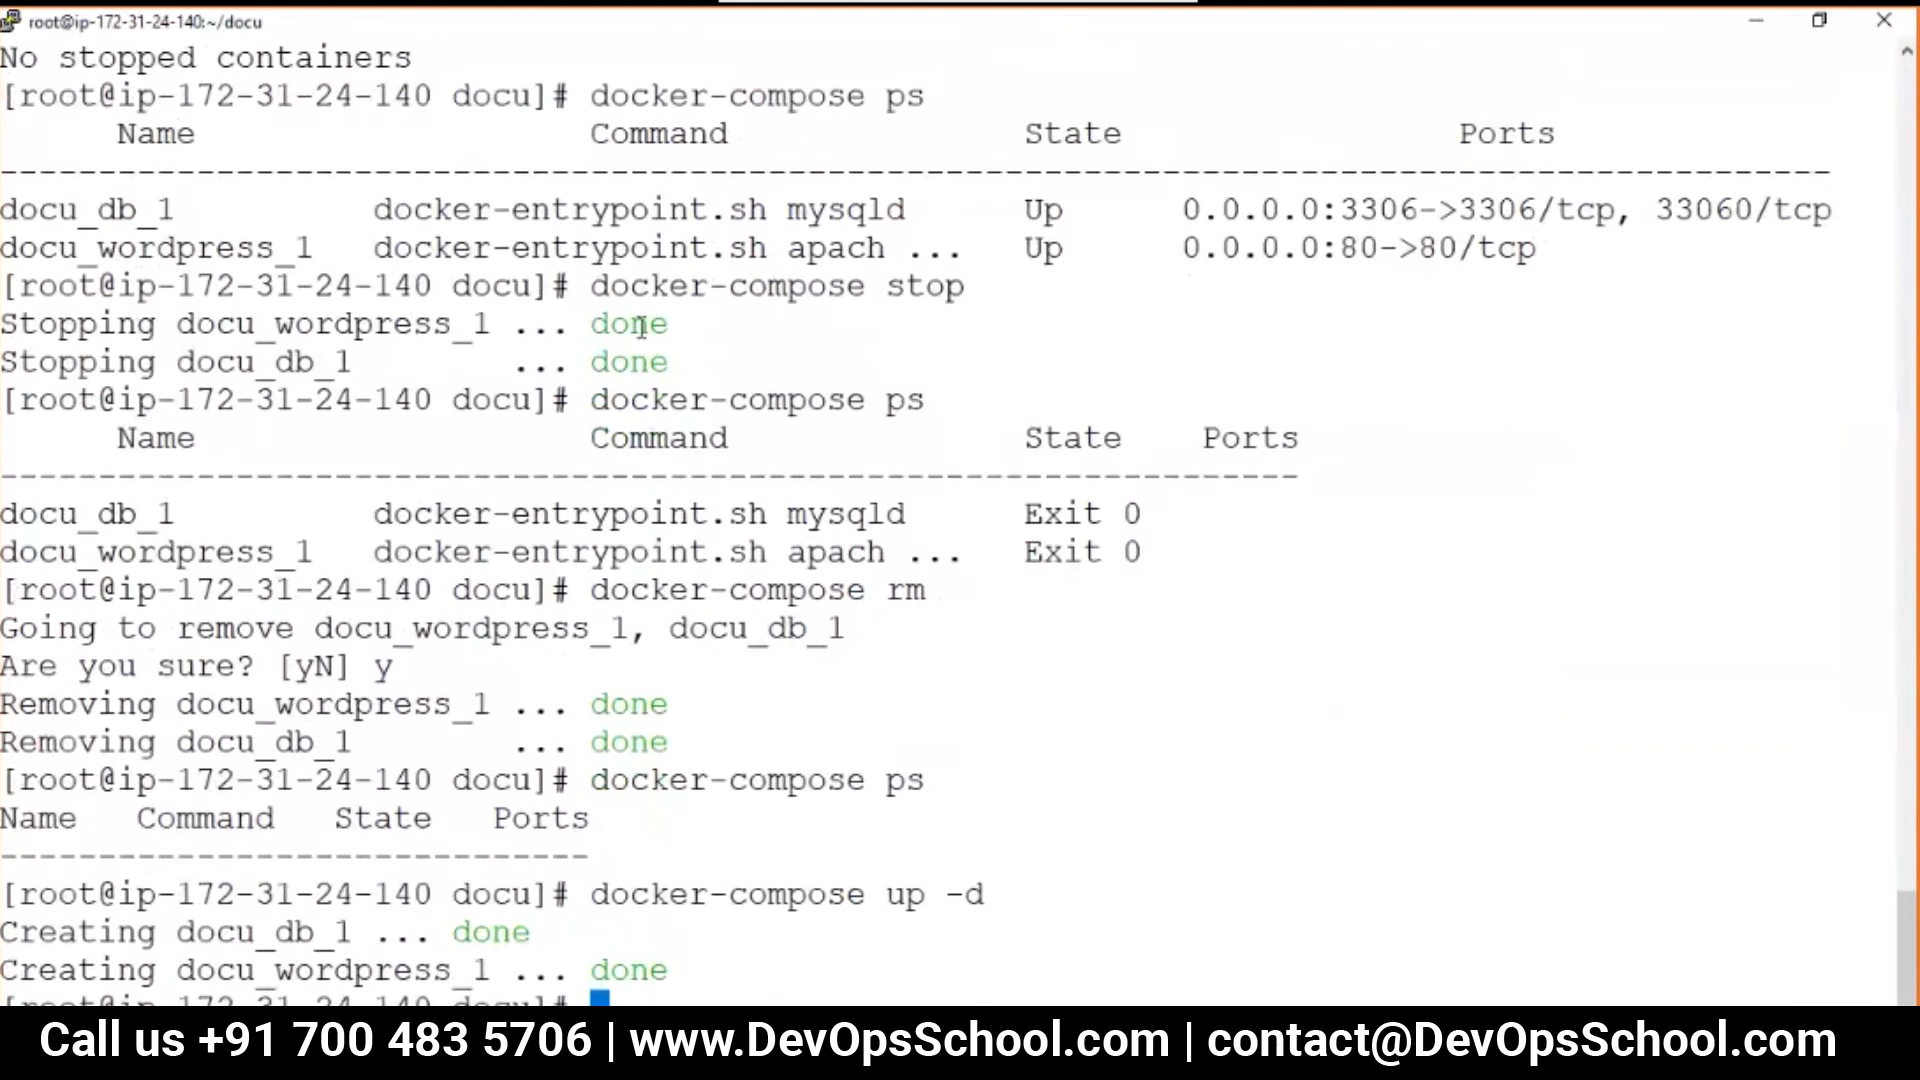 root@ip-172-31-24-140:~/docu
No stopped containers
[root@ip-172-31-24-140 docu]# docker-compose ps
Name Command State Ports
--------------------------------------------------------------------------------------------
docu_db_1 docker-entrypoint.sh mysqld Up 0.0.0.0:3306->3306/tcp, 33060/tcp
docu_wordpress_1 docker-entrypoint.sh apach ... Up 0.0.0.0:80->80/tcp
[root@ip-172-31-24-140 docu]# docker-compose stop
Stopping docu_wordpress_1 ... done
Stopping docu_db_1 ... done
[root@ip-172-31-24-140 docu]# docker-compose ps
Name Command State Ports
------------------------------------------------------------------
docu_db_1 docker-entrypoint.sh mysqld Exit 0
docu_wordpress_1 docker-entrypoint.sh apach ... Exit 0
[root@ip-172-31-24-140 docu]# docker-compose rm
Going to remove docu_wordpress_1, docu_db_1
Are you sure? [yN] y
Removing docu_wordpress_1 ... done
Removing docu_db_1 ... done
[root@ip-172-31-24-140 docu]# docker-compose ps
Name Command State Ports
------------------------------
[root@ip-172-31-24-140 docu]# docker-compose up -d
Creating docu_db_1 ... done
Creating docu_wordpress_1 ... done
[root@ip-172-31-24-140 docu]#
Call us +91 700 483 5706 | www.DevOpsSchool.com | contact@DevOpsSchool.com